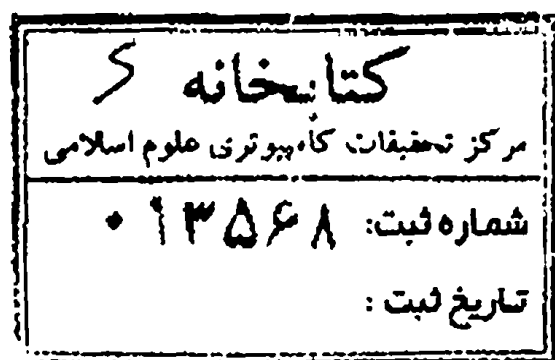 کتابخانه
مرکز تحقیقات کامپیوتری علوم اسلامی
شماره ثبت: ۰۱۳۵۶۸
تاریخ ثبت :